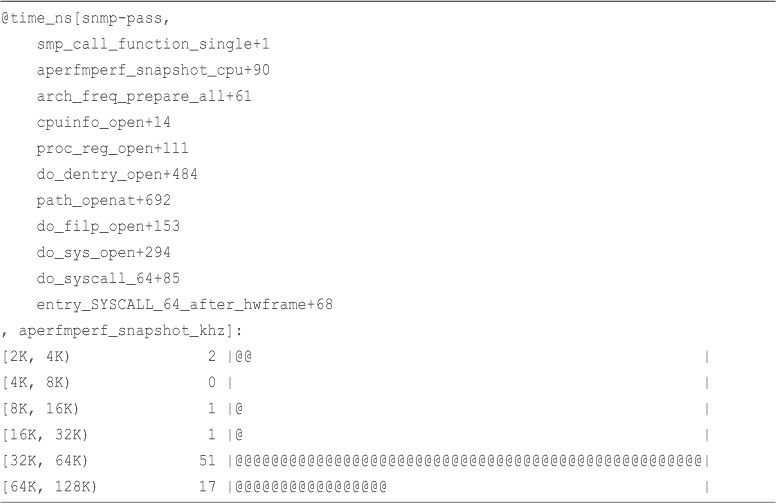 @time_ns[snmp-pass,
    smp_call_function_single+1
    aperfmperf_snapshot_cpu+90
    arch_freq_prepare_all+61
    cpuinfo_open+14
    proc_reg_open+111
    do_dentry_open+484
    path_openat+692
    do_filp_open+153
    do_sys_open+294
    do_syscall_64+85
    entry_SYSCALL_64_after_hwframe+68
, aperfmperf_snapshot_khz]:
[2K, 4K)               2 |@@                                                  |
[4K, 8K)               0 |                                                    |
[8K, 16K)              1 |@                                                   |
[16K, 32K)             1 |@                                                   |
[32K, 64K)            51 |@@@@@@@@@@@@@@@@@@@@@@@@@@@@@@@@@@@@@@@@@@@@@@@@@@@@|
[64K, 128K)           17 |@@@@@@@@@@@@@@@@@                                   |